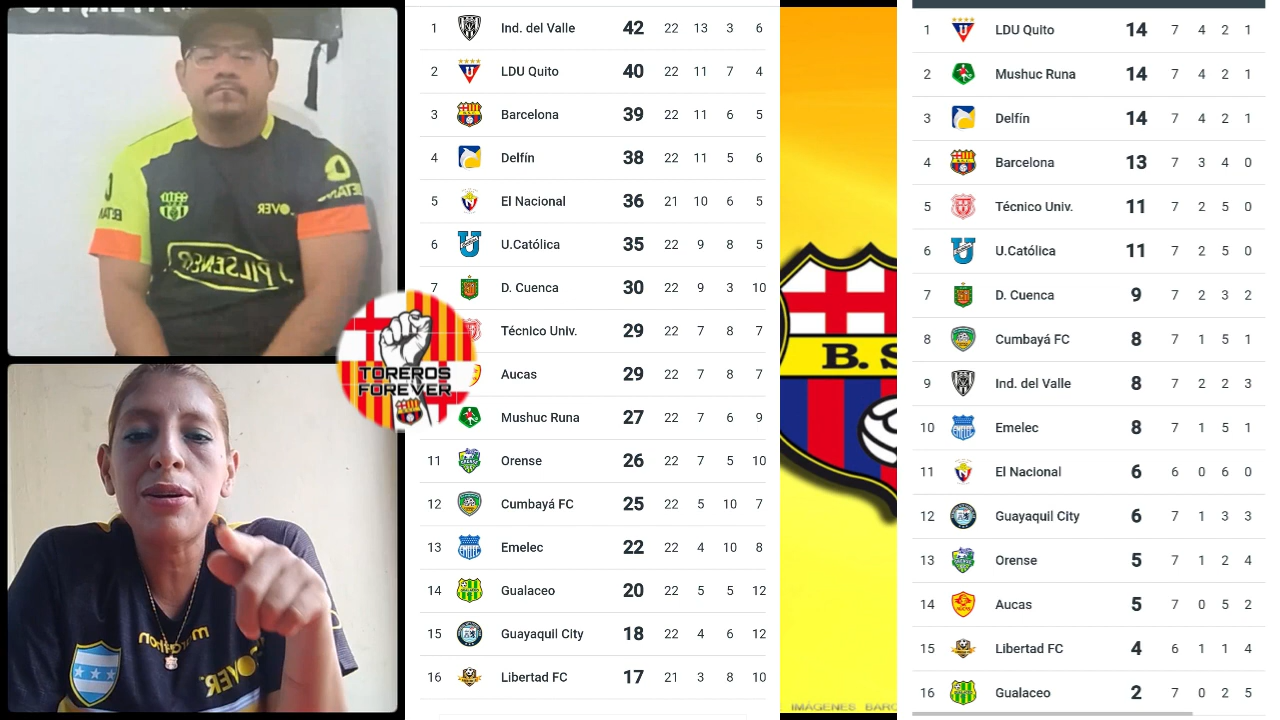 1 Ind. del Valle 42 22 13 3 6
2 LDU Quito 40 22 11 7 4
3 Barcelona 39 22 11 6 5
4 Delfín 38 22 11 5 6
5 El Nacional 36 21 10 6 5
6 U.Católica 35 22 9 8 5
7 D. Cuenca 30 22 9 3 10
Técnico Univ. 29 22 7 8 7
Aucas 29 22 7 8 7
Mushuc Runa 27 22 7 6 9
11 Orense 26 22 7 5 10
12 Cumbayá FC 25 22 5 10 7
13 Emelec 22 22 4 10 8
14 Gualaceo 20 22 5 5 12
15 Guayaquil City 18 22 4 6 12
16 Libertad FC 17 21 3 8 10
1 LDU Quito 14 7 4 2 1
2 Mushuc Runa 14 7 4 2 1
3 Delfín 14 7 4 2 1
4 Barcelona 13 7 3 4 0
5 Técnico Univ. 11 7 2 5 0
6 U.Católica 11 7 2 5 0
7 D. Cuenca 9 7 2 3 2
8 Cumbayá FC 8 7 1 5 1
9 Ind. del Valle 8 7 2 2 3
10 Emelec 8 7 1 5 1
11 El Nacional 6 6 0 6 0
12 Guayaquil City 6 7 1 3 3
13 Orense 5 7 1 2 4
14 Aucas 5 7 0 5 2
15 Libertad FC 4 6 1 1 4
16 Gualaceo 2 7 0 2 5
TOREROS
FOREVER
B. S
PILSENER
BETAN
OVER
marathon
OVER
IMAGENES BARC